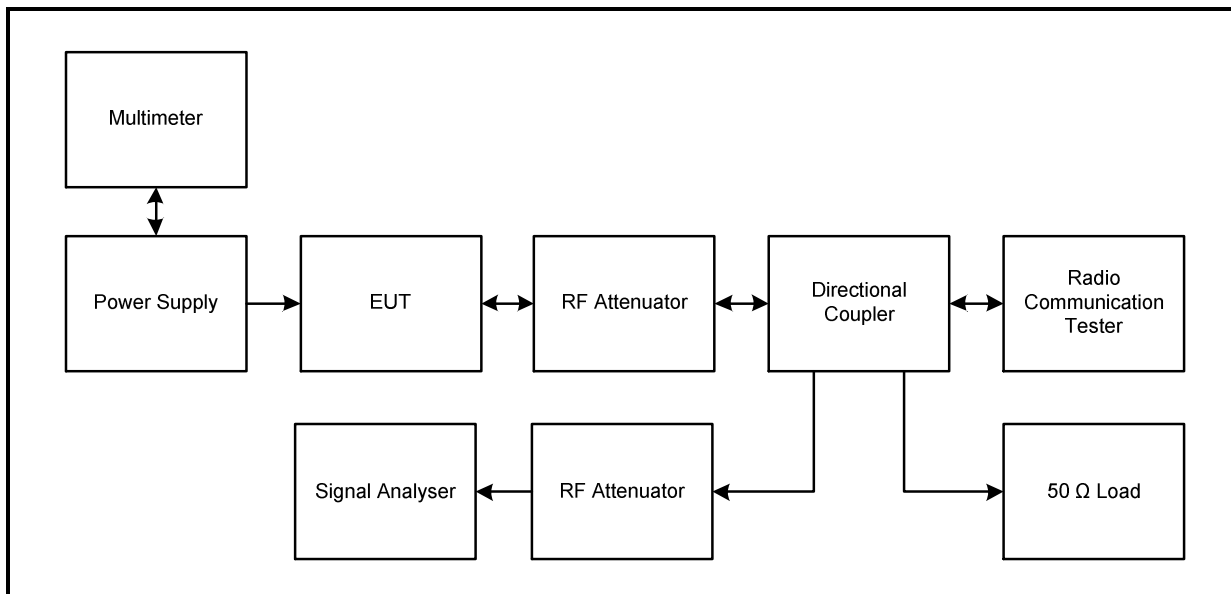 Multimeter
Power Supply
EUT
RF Attenuator
Directional
Coupler
Radio
Communication
Tester
Signal Analyser
RF Attenuator
50 Ω Load